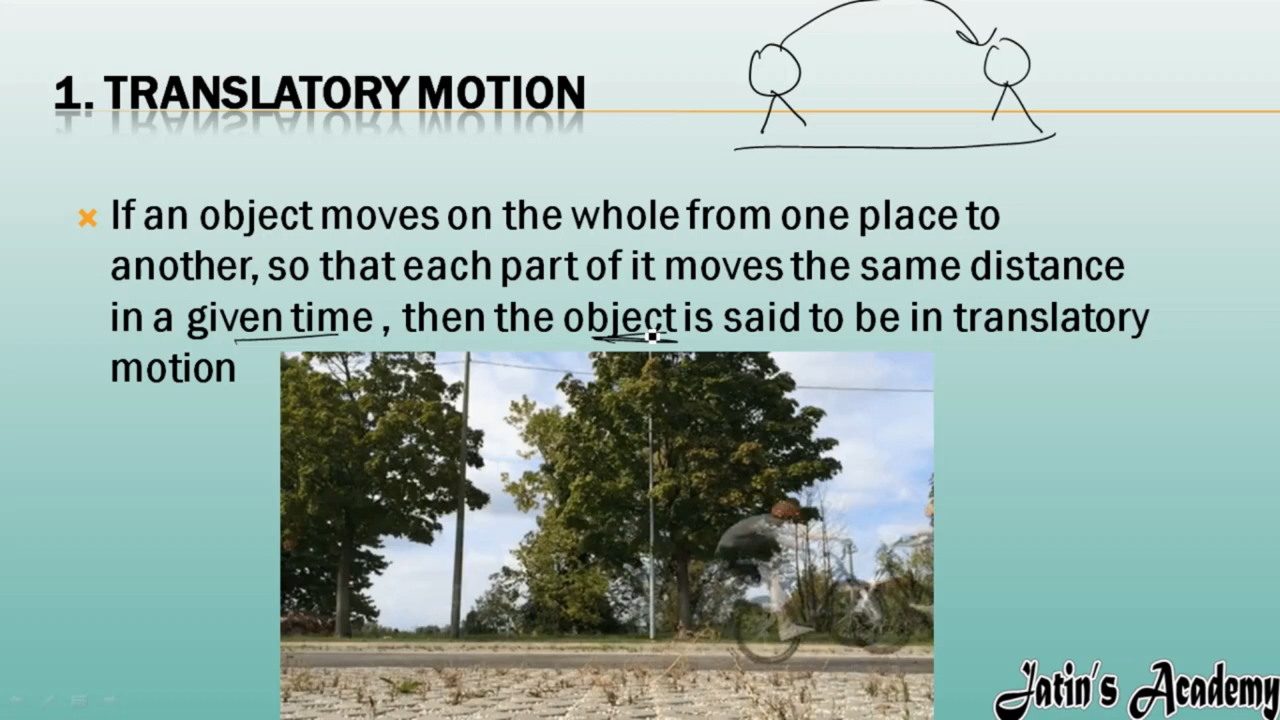 1. TRANSLATORY MOTION
If an object moves on the whole from one place to
another, so that each part of it moves the same distance
in a given time , then the object is said to be in translatory
motion
Jatin's Academy